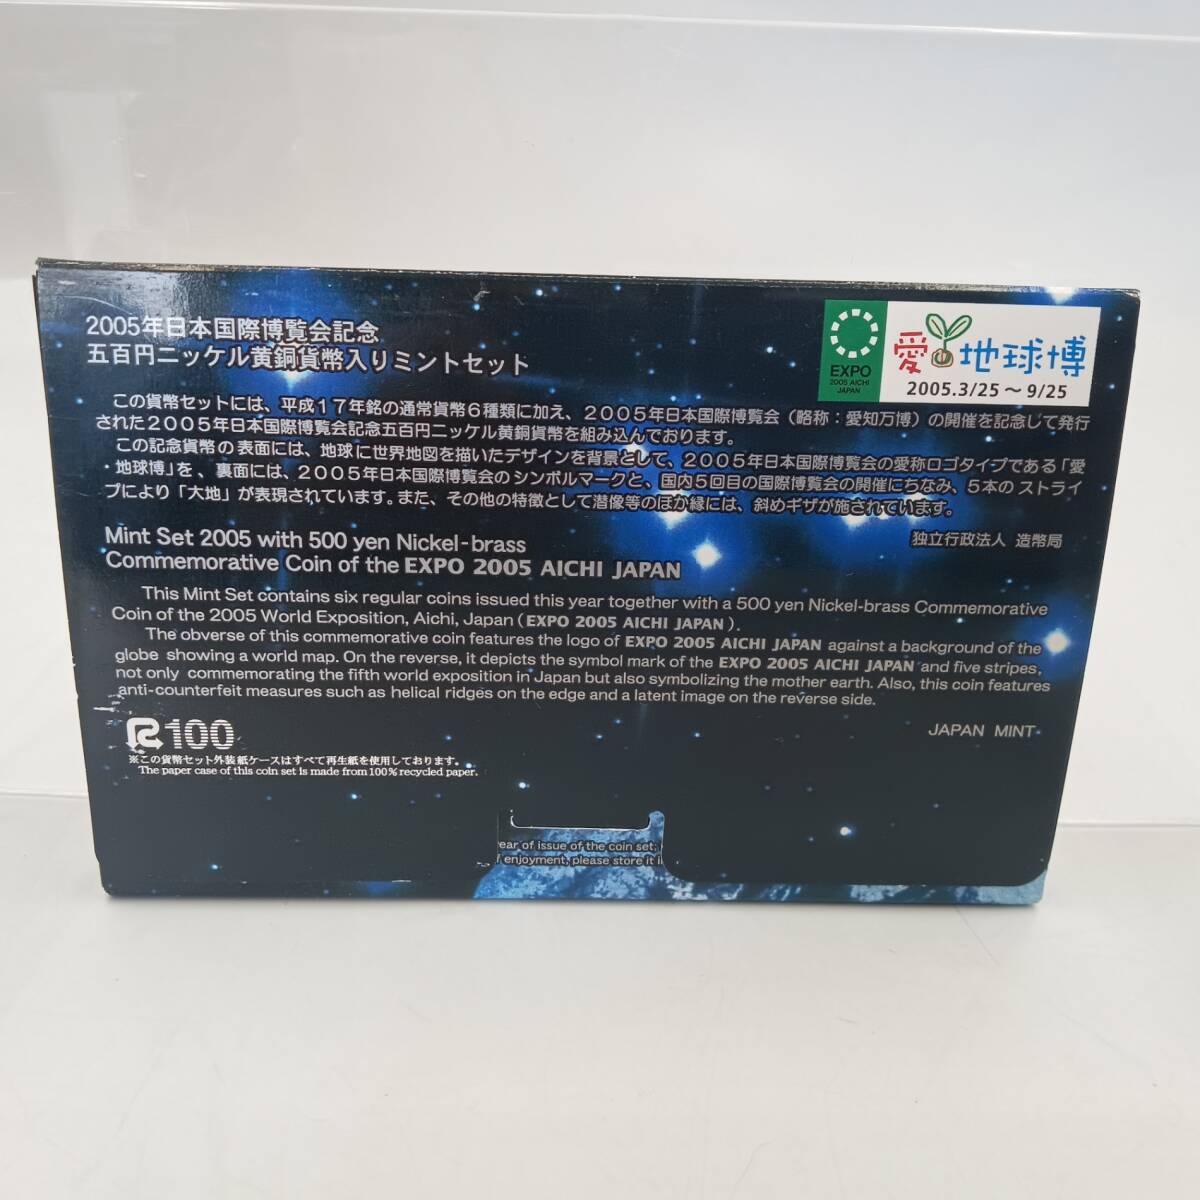 2005年日本国際博覧会記念
五百円ニッケル黄銅貨幣入りミントセット
EXPO
2005 AICHI
JAPAN
愛・地球博
2005.3/25～9/25
この貨幣セットには、平成１７年銘の通常貨幣６種類に加え、２００５年日本国際博覧会（略称：愛知万博）の開催を記念して発行
された２００５年日本国際博覧会記念五百円ニッケル黄銅貨幣を組み込んでおります。
この記念貨幣の表面には、地球に世界地図を描いたデザインを背景として、２００５年日本国際博覧会の愛称ロゴタイプである「愛
・地球博」を、裏面には、２００５年日本国際博覧会のシンボルマークと、国内５回目の国際博覧会の開催にちなみ、５本のストライ
プにより「大地」が表現されています。また、その他の特徴として潜像等のほか縁には、斜めギザが施されています。
独立行政法人 造幣局
Mint Set 2005 with 500 yen Nickel-brass
Commemorative Coin of the EXPO 2005 AICHI JAPAN
This Mint Set contains six regular coins issued this year together with a 500 yen Nickel-brass Commemorative
Coin of the 2005 World Exposition, Aichi, Japan (EXPO 2005 AICHI JAPAN).
The obverse of this commemorative coin features the logo of EXPO 2005 AICHI JAPAN against a background of the
globe showing a world map. On the reverse, it depicts the symbol mark of the EXPO 2005 AICHI JAPAN and five stripes,
not only commemorating the fifth world exposition in Japan but also symbolizing the mother earth. Also, this coin features
anti-counterfeit measures such as helical ridges on the edge and a latent image on the reverse side.
JAPAN MINT
R100
※この貨幣セット外装紙ケースはすべて再生紙を使用しております。
The paper case of this coin set is made from 100% recycled paper.
ear of issue of the coin set;
enjoyment, please store it i